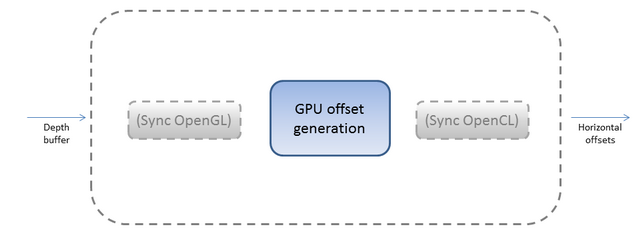 Depth
buffer
(Sync OpenGL)
GPU offset
generation
(Sync OpenCL)
Horizontal
offsets